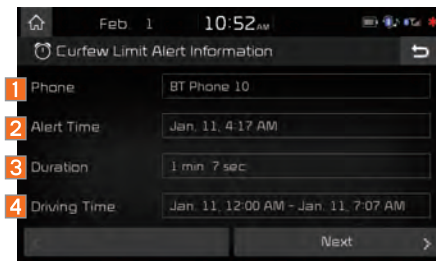 Feb. 1 10:52 AM
Curfew Limit Alert Information
1 Phone BT Phone 10
2 Alert Time Jan. 11, 4:17 AM
3 Duration 1 min 7 sec
4 Driving Time Jan. 11, 12:00 AM - Jan. 11, 7:07 AM
Next